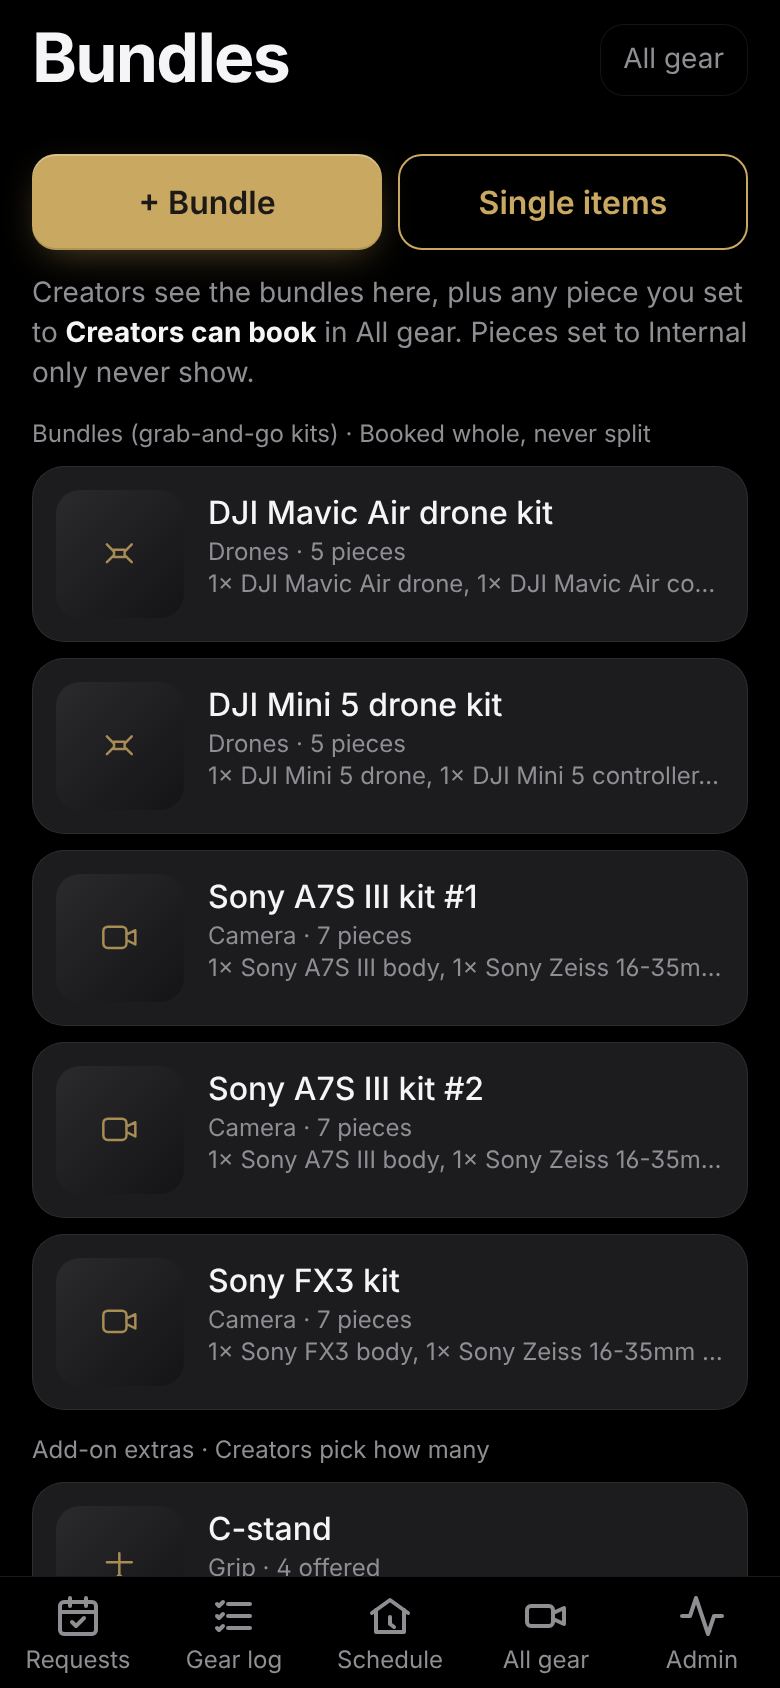 Bundles
All gear
+ Bundle
Single items
Creators see the bundles here, plus any piece you set
to Creators can book in All gear. Pieces set to Internal
only never show.
Bundles (grab-and-go kits) · Booked whole, never split
DJI Mavic Air drone kit
Drones · 5 pieces
1× DJI Mavic Air drone, 1× DJI Mavic Air co...
DJI Mini 5 drone kit
Drones · 5 pieces
1× DJI Mini 5 drone, 1× DJI Mini 5 controller...
Sony A7S III kit #1
Camera · 7 pieces
1× Sony A7S III body, 1× Sony Zeiss 16-35m...
Sony A7S III kit #2
Camera · 7 pieces
1× Sony A7S III body, 1× Sony Zeiss 16-35m...
Sony FX3 kit
Camera · 7 pieces
1× Sony FX3 body, 1× Sony Zeiss 16-35mm ...
Add-on extras · Creators pick how many
C-stand
Grip · 4 offered
Requests
Gear log
Schedule
All gear
Admin